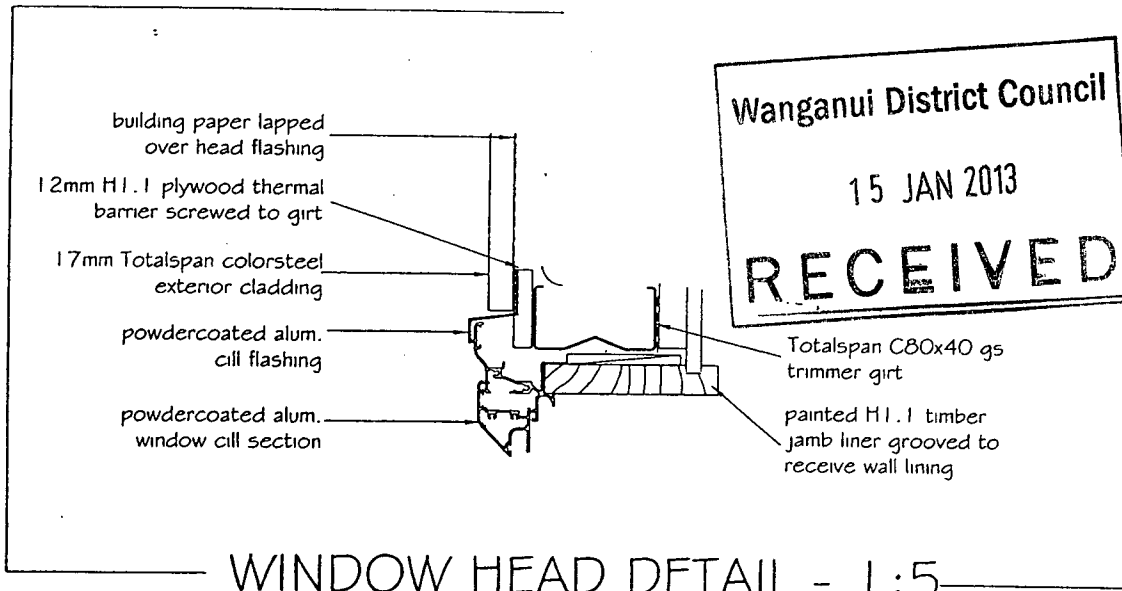 building paper lapped
over head flashing
12mm H1.1 plywood thermal
barrier screwed to girt
17mm Totalspan colorsteel
exterior cladding
powdercoated alum.
cill flashing
powdercoated alum.
window cill section
Wanganui District Council
15 JAN 2013
RECEIVED
Totalspan C80x40 gs
trimmer girt
painted H1.1 timber
jamb liner grooved to
receive wall lining
WINDOW HEAD DETAIL - 1:5